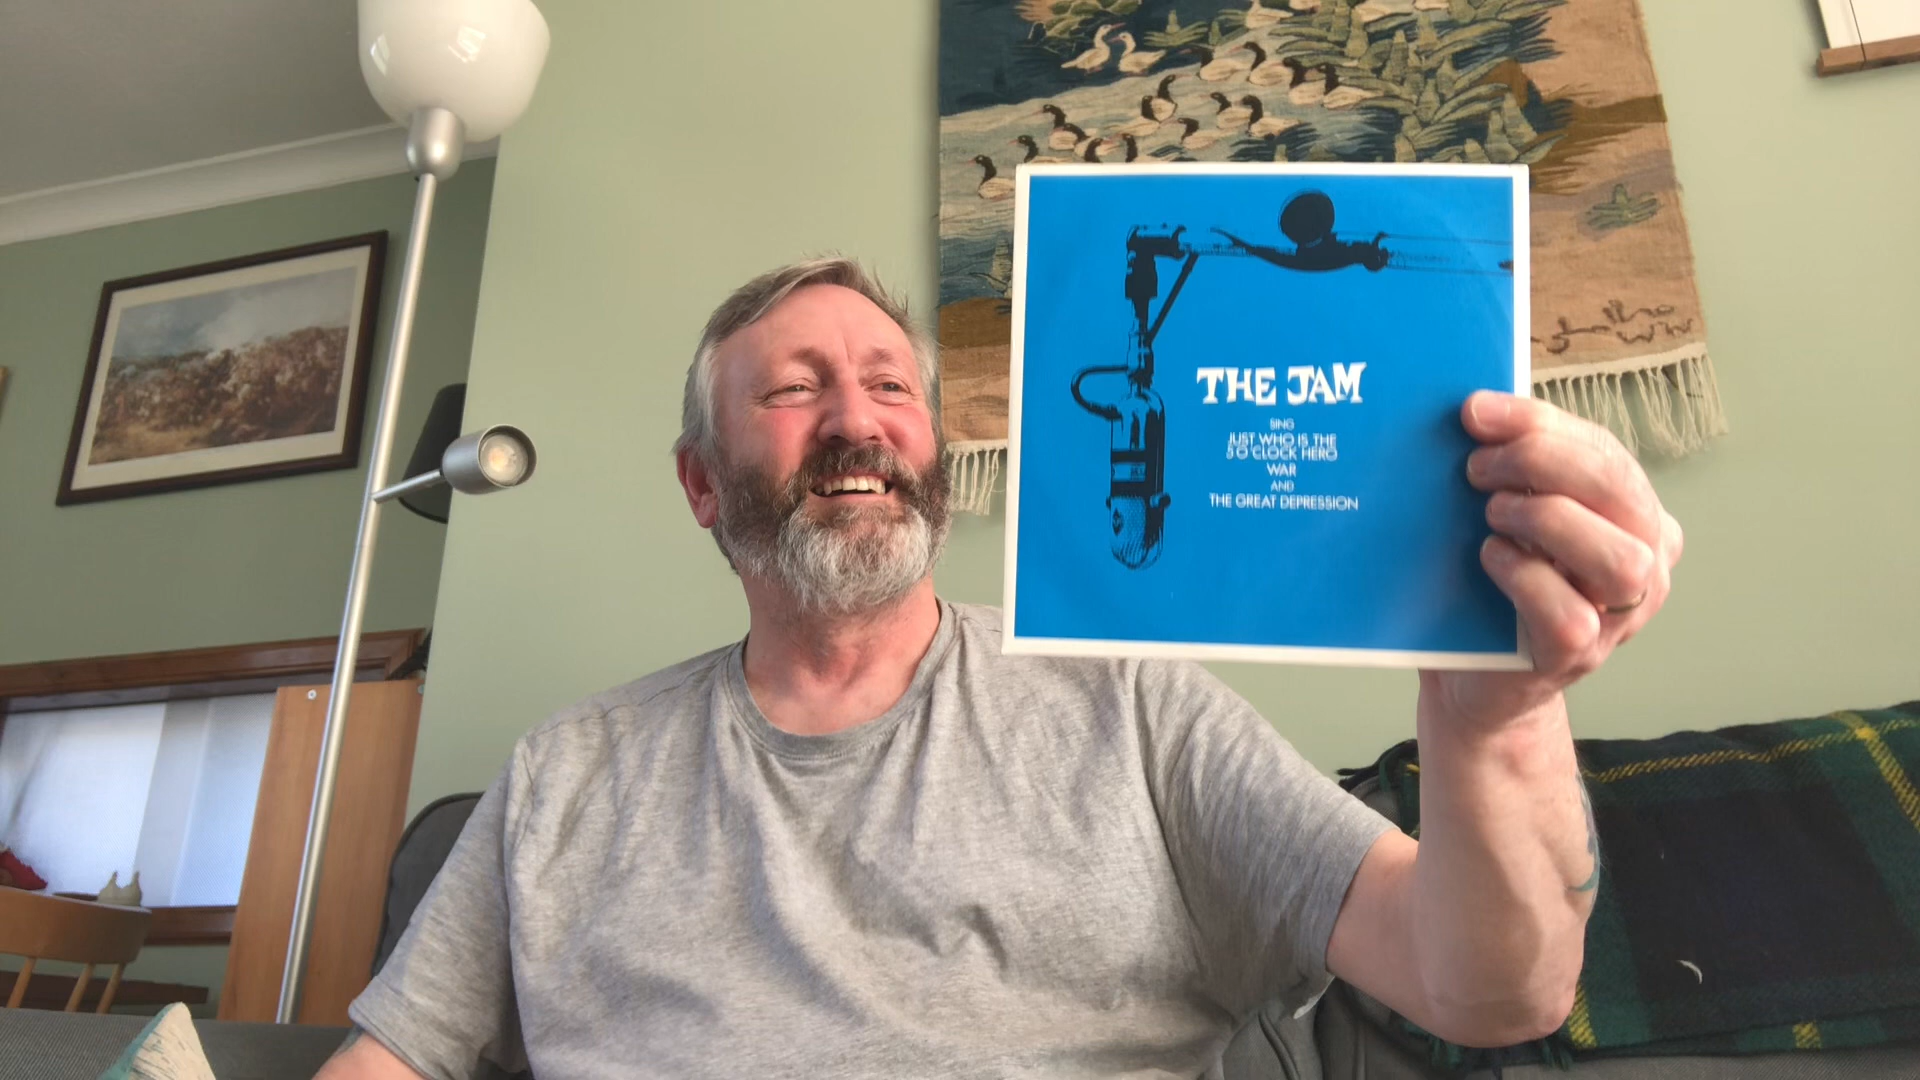 THE JAM
SING
JUST WHO IS THE
5 O'CLOCK HERO
WAR
AND
THE GREAT DEPRESSION